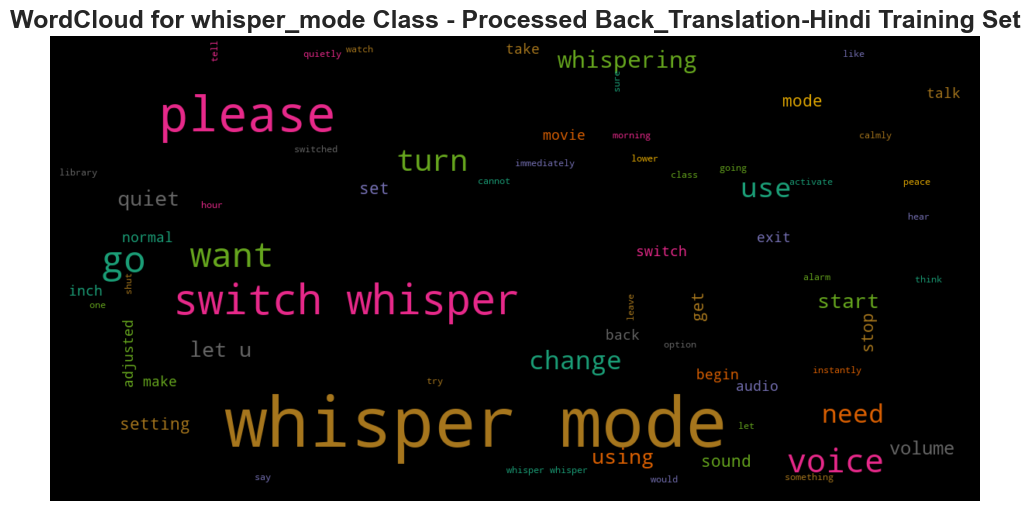 WordCloud for whisper_mode Class - Processed Back_Translation-Hindi Training Set
tell
quietly
watch
take
whispering
like
sure
please
mode
talk
movie
morning
calmly
switched
turn
immediately
lower
library
cannot
class
going
set
use
activate
peace
quiet
hour
hear
normal
want
switch
exit
go
shut
inch
one
switch whisper
leave
get
alarm
think
start
stop
adjusted
let u
back
option
change
make
try
begin
audio
instantly
setting
whisper mode
let
need
using
sound
voice
volume
say
whisper whisper
would
something